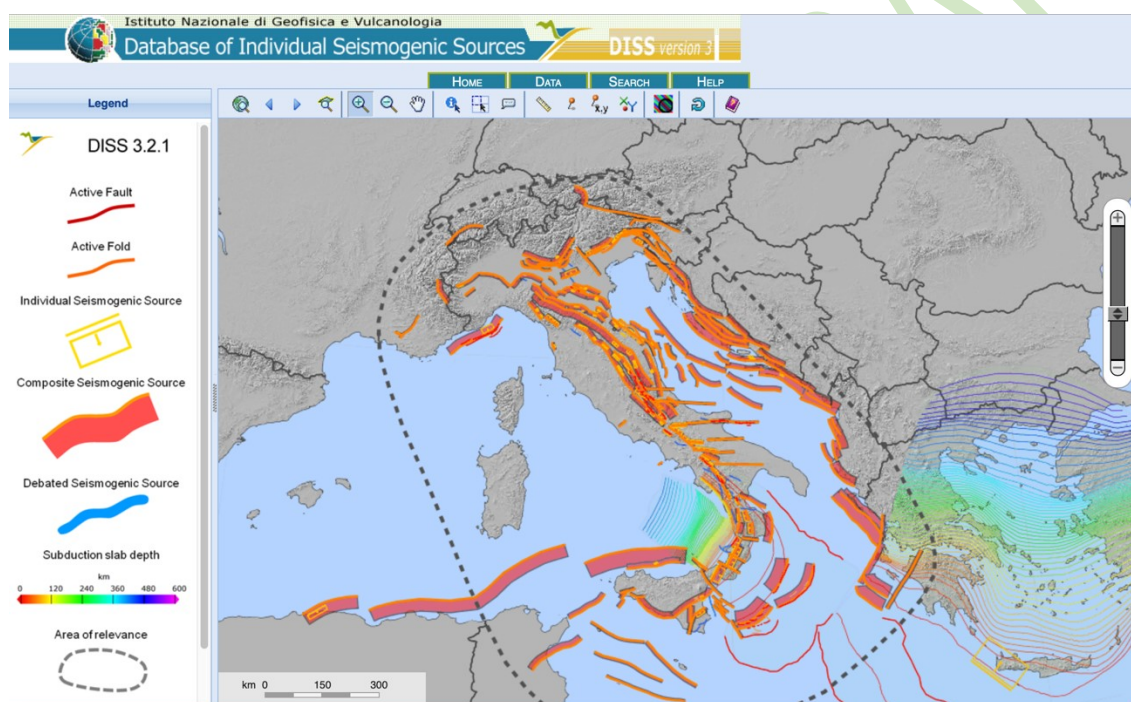 Istituto Nazionale di Geofisica e Vulcanologia
Database of Individual Seismogenic Sources
DISS version 3
HOME DATA SEARCH HELP
Legend
x,y
XY
DISS 3.2.1
Active Fault
Active Fold
Individual Seismogenic Source
Composite Seismogenic Source
Debated Seismogenic Source
Subduction slab depth
km
0 120 240 360 480 600
Area of relevance
km 0 150 300